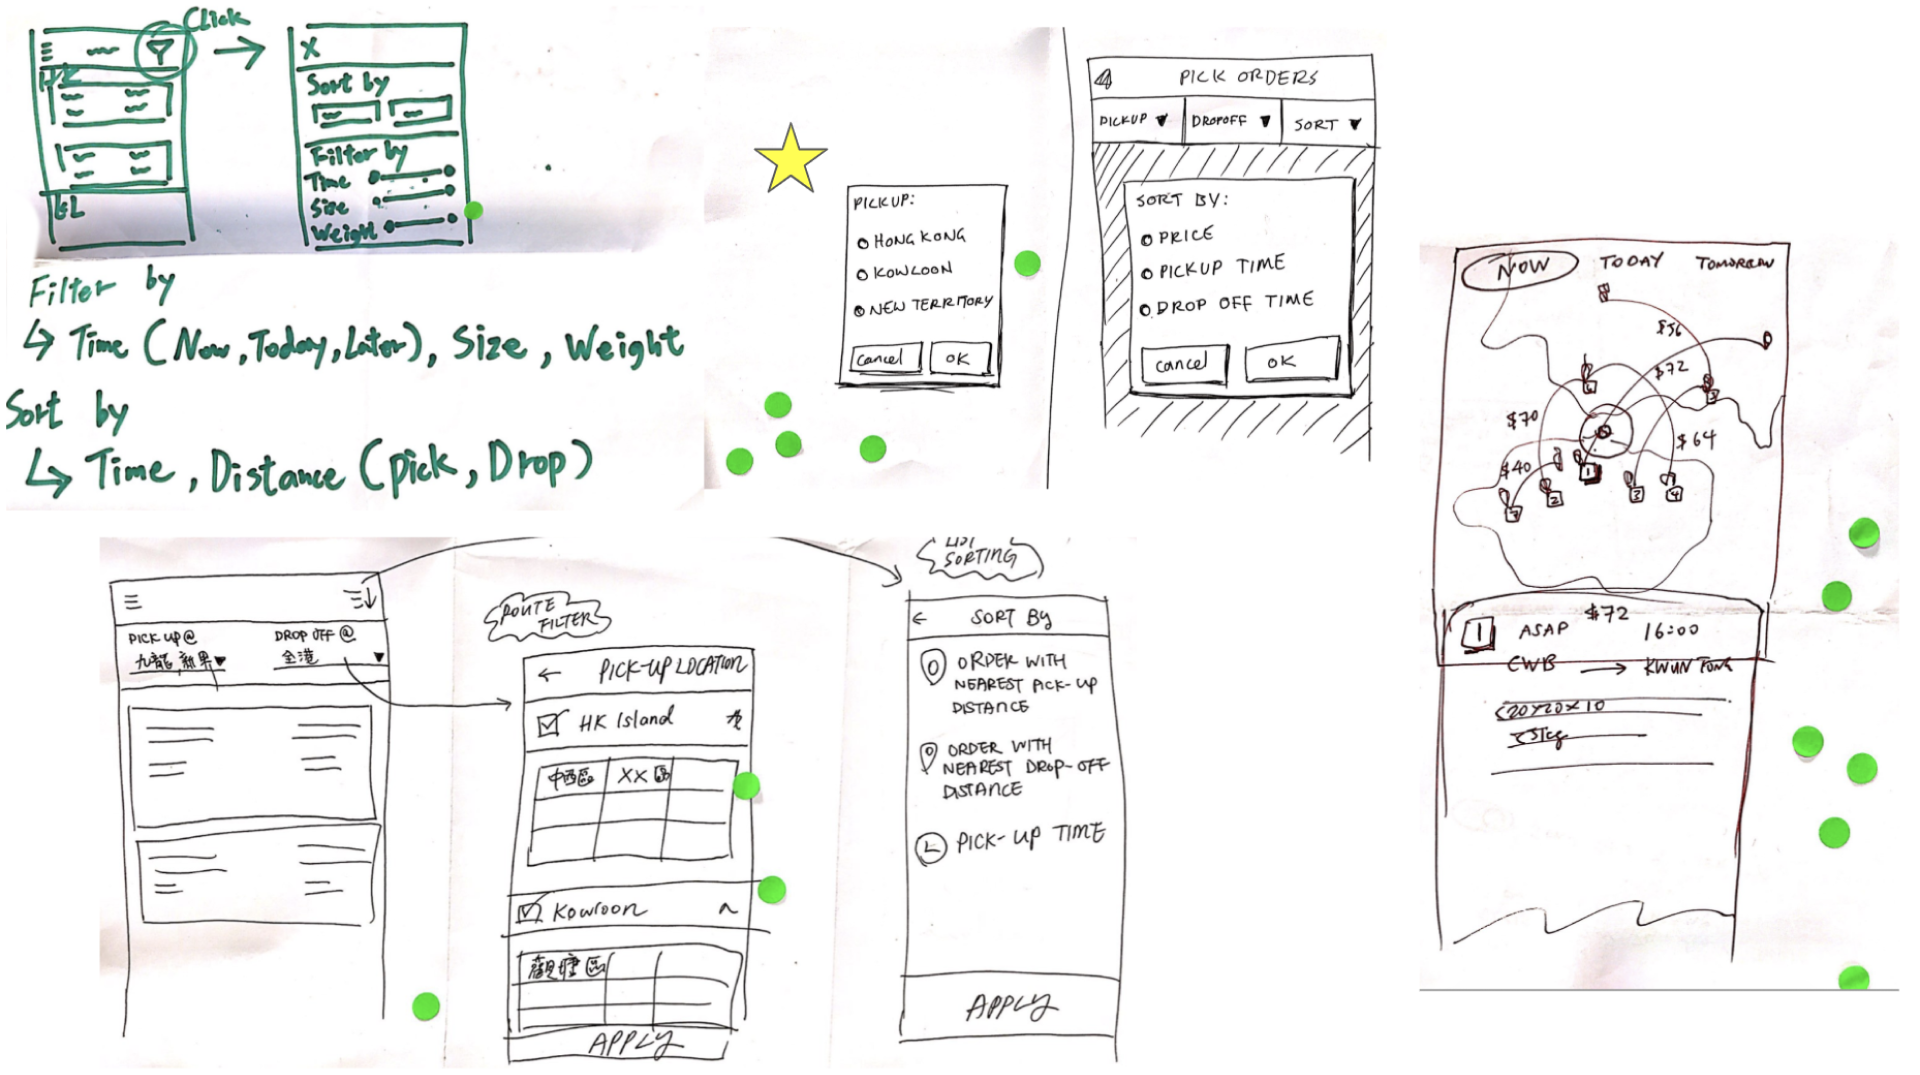 Click
HK
KL
X
Sort by
Filter by
Time
Size
Weight
Filter by
↳ Time (Now, Today, Later), Size, Weight
Sort by
↳ Time, Distance (pick, Drop)
PICKUP:
HONG KONG
KOWLOON
NEW TERRITORY
Cancel
OK
PICK ORDERS
PICKUP ▼
DROPOFF ▼
SORT ▼
SORT BY:
PRICE
PICKUP TIME
DROP OFF TIME
Cancel
OK
PICK UP @
九龍, 新界▼
DROP OFF @
全港 ▼
ROUTE
FILTER
← PICK-UP LOCATION
HK Island
中西區
XX 區
Kowloon
觀塘區
APPLY
LIST
SORTING
← SORT BY
ORDER WITH
NEAREST PICK-UP
DISTANCE
ORDER WITH
NEAREST DROP-OFF
DISTANCE
PICK-UP TIME
APPLY
NOW
TODAY
TOMORROW
$56
$72
$70
$64
$40
1
2
3
4
1
ASAP
$72
16:00
CWB → KWUN TONG
20x20x10